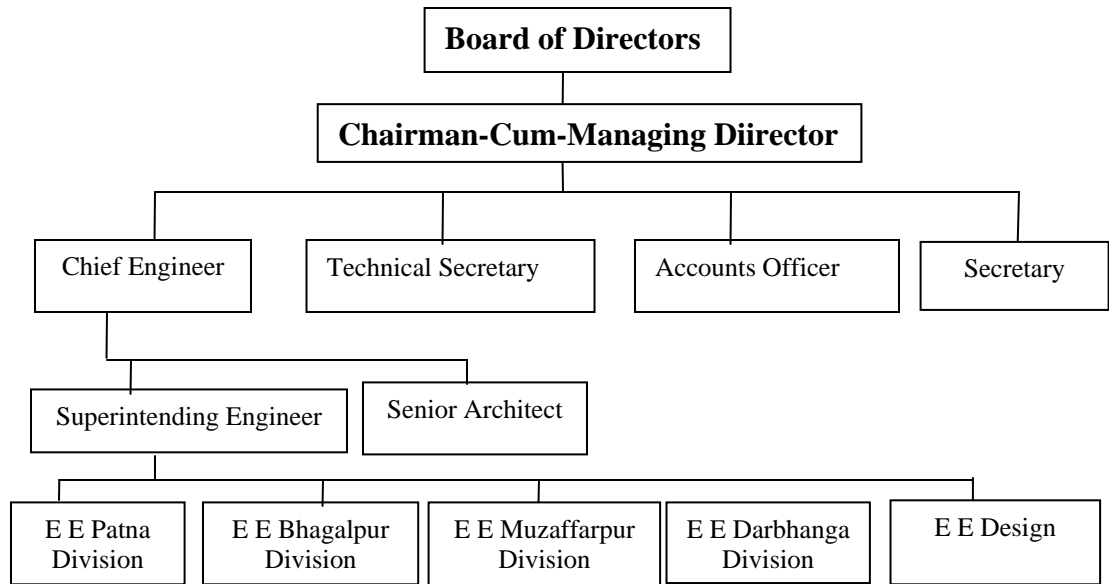 Board of Directors
Chairman-Cum-Managing Diirector
Chief Engineer
Technical Secretary
Accounts Officer
Secretary
Superintending Engineer
Senior Architect
E E Patna
Division
E E Bhagalpur
Division
E E Muzaffarpur
Division
E E Darbhanga
Division
E E Design